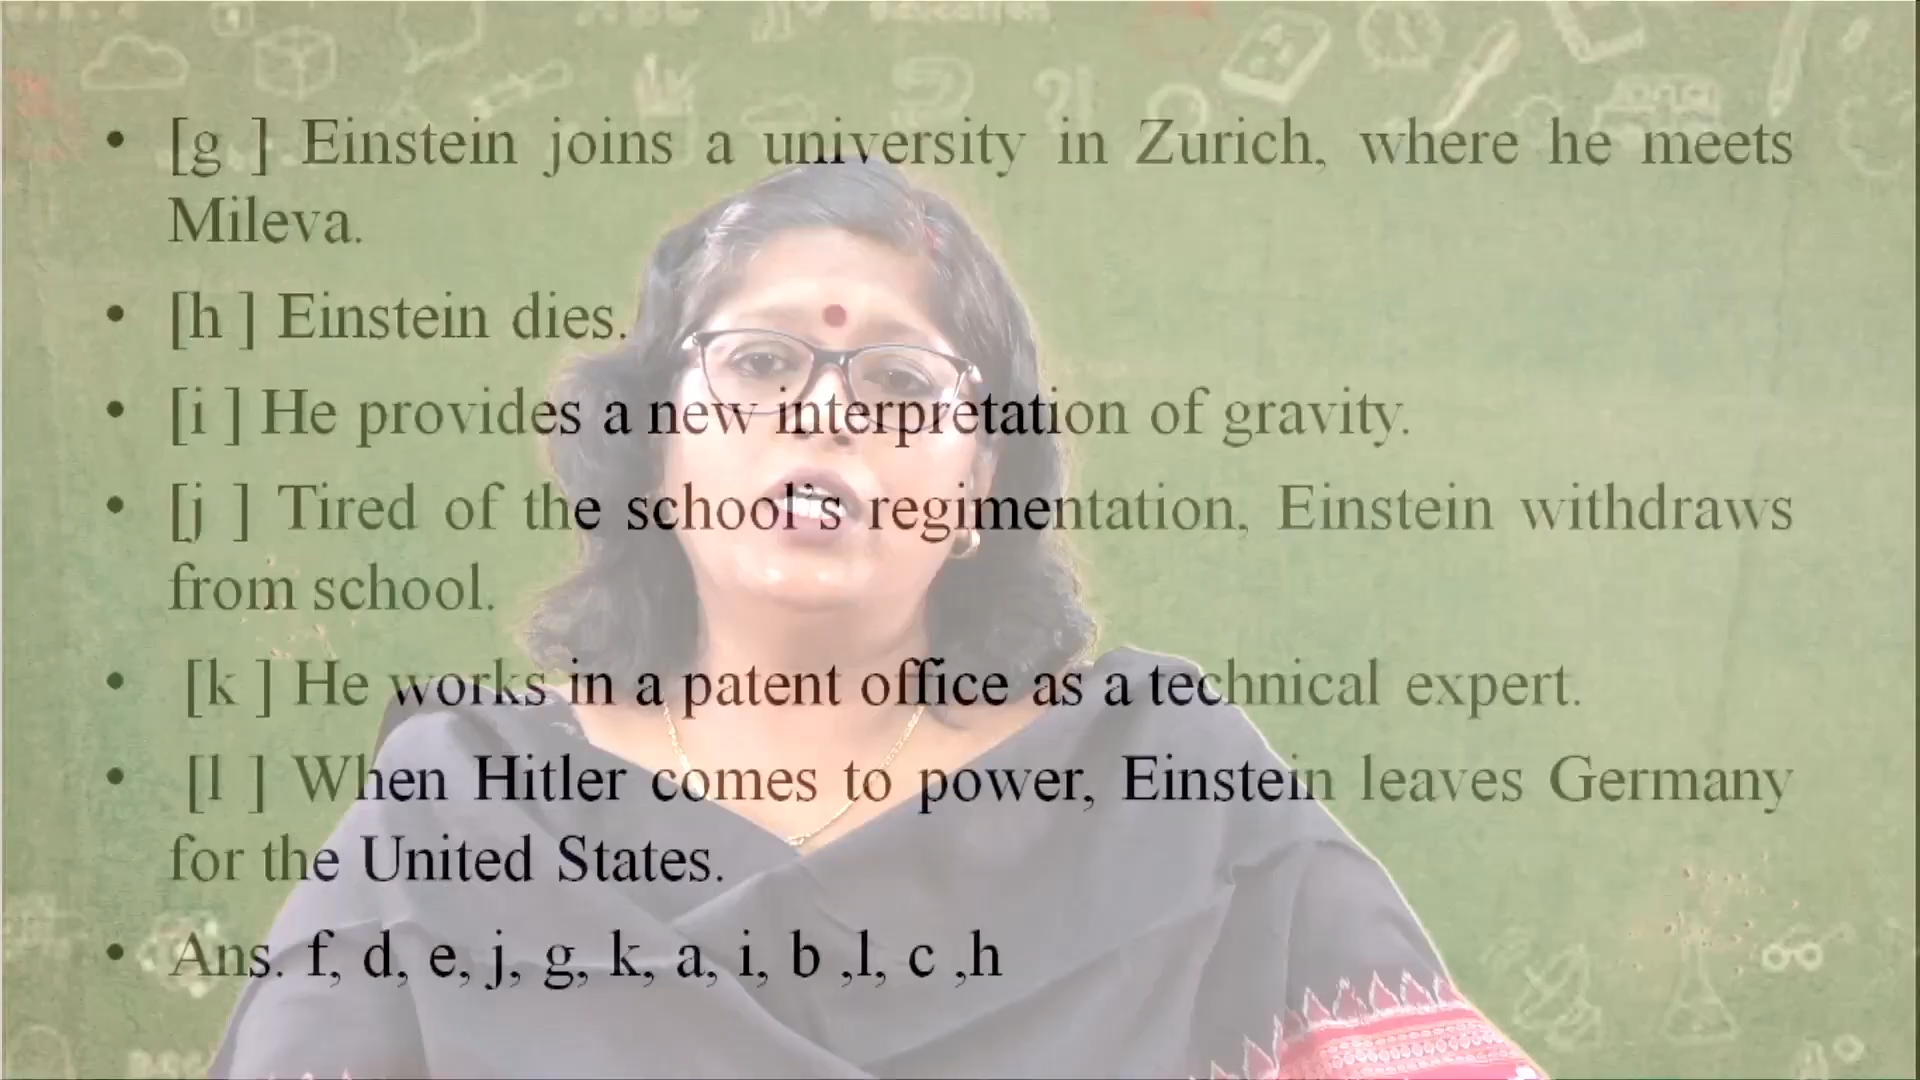 • [g ] Einstein joins a university in Zurich, where he meets
Mileva.
• [h ] Einstein dies.
• [i ] He provides a new interpretation of gravity.
• [j ] Tired of the school's regimentation, Einstein withdraws
from school.
• [k ] He works in a patent office as a technical expert.
• [l ] When Hitler comes to power, Einstein leaves Germany
for the United States.
• Ans. f, d, e, j, g, k, a, i, b ,l, c ,h